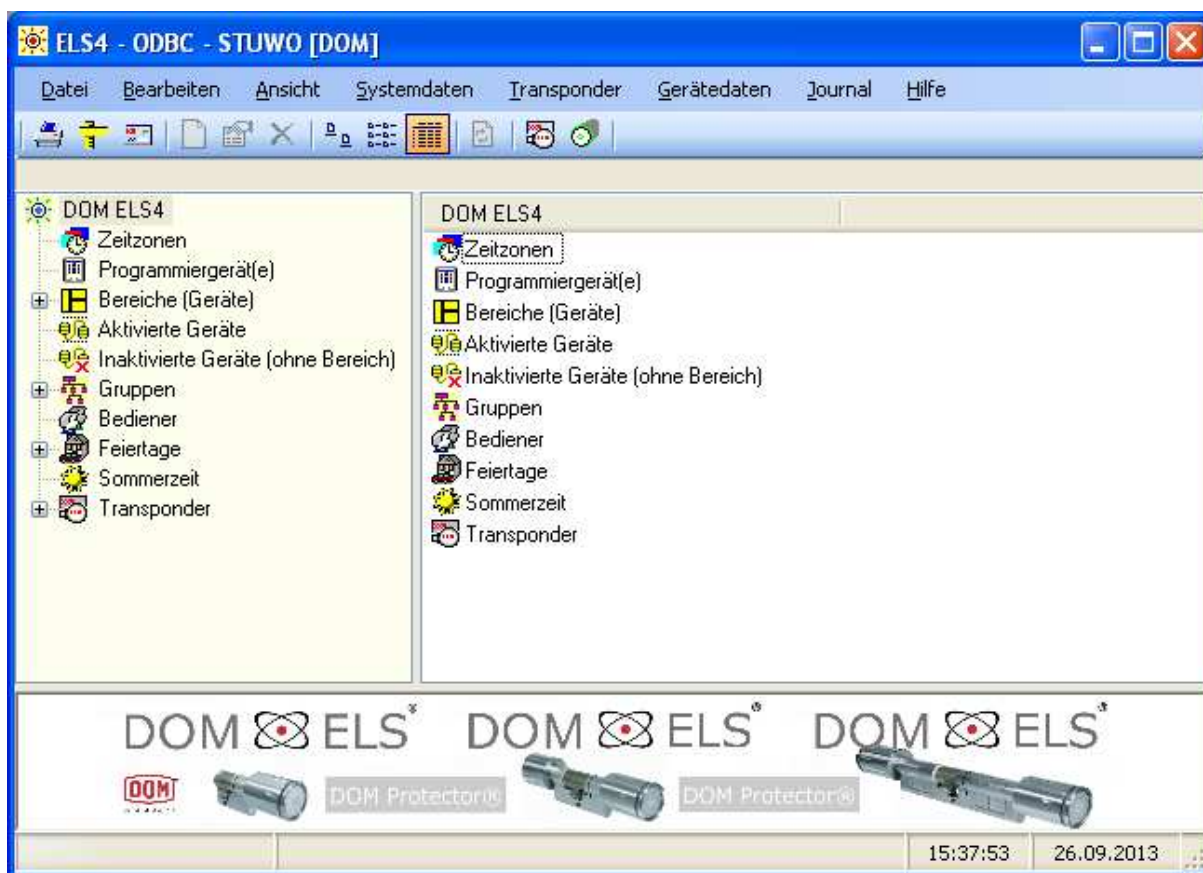 ELS4 - ODBC - STUWO [DOM]
Datei Bearbeiten Ansicht Systemdaten Transponder Gerätedaten Journal Hilfe
DOM ELS4
Zeitzonen
Programmiergerät(e)
Bereiche (Geräte)
Aktivierte Geräte
Inaktivierte Geräte (ohne Bereich)
Gruppen
Bediener
Feiertage
Sommerzeit
Transponder
DOM ELS4
Zeitzonen
Programmiergerät(e)
Bereiche (Geräte)
Aktivierte Geräte
Inaktivierte Geräte (ohne Bereich)
Gruppen
Bediener
Feiertage
Sommerzeit
Transponder
DOM ELS® DOM ELS® DOM ELS®
DOM DOM Protector® DOM Protector®
15:37:53 26.09.2013